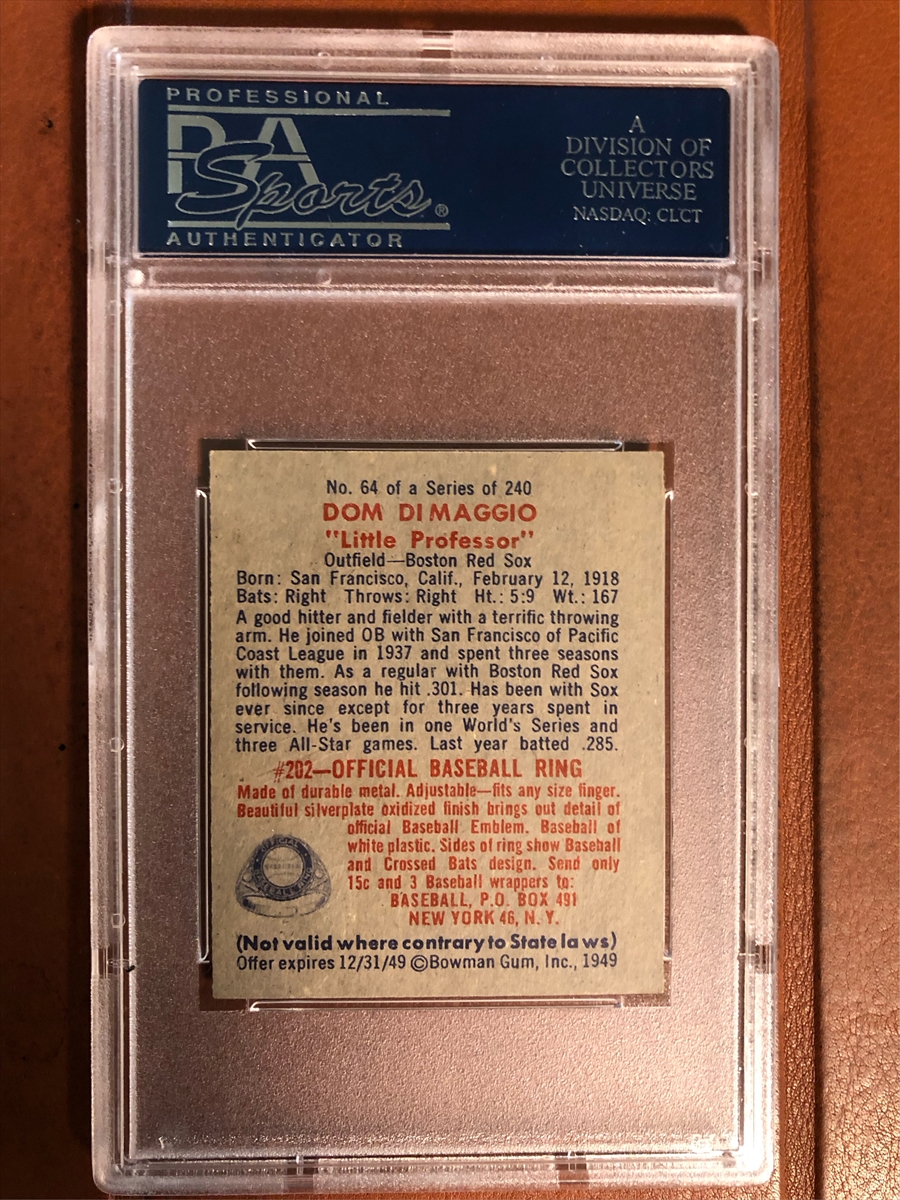 PROFESSIONAL
PSA
Sports®
AUTHENTICATOR
A
DIVISION OF
COLLECTORS
UNIVERSE
NASDAQ: CLCT
No. 64 of a Series of 240
DOM DI MAGGIO
"Little Professor"
Outfield—Boston Red Sox
Born: San Francisco, Calif., February 12, 1918
Bats: Right Throws: Right Ht.: 5:9 Wt.: 167
A good hitter and fielder with a terrific throwing
arm. He joined OB with San Francisco of Pacific
Coast League in 1937 and spent three seasons
with them. As a regular with Boston Red Sox
following season he hit .301. Has been with Sox
ever since except for three years spent in
service. He's been in one World's Series and
three All-Star games. Last year batted .285.
#202—OFFICIAL BASEBALL RING
Made of durable metal. Adjustable—fits any size finger.
Beautiful silverplate oxidized finish brings out detail of
official Baseball Emblem. Baseball of
white plastic. Sides of ring show Baseball
and Crossed Bats design. Send only
15c and 3 Baseball wrappers to:
BASEBALL, P.O. BOX 491
NEW YORK 46, N. Y.
OFFICIAL
BASEBALL RING
(Not valid where contrary to State laws)
Offer expires 12/31/49 ©Bowman Gum, Inc., 1949